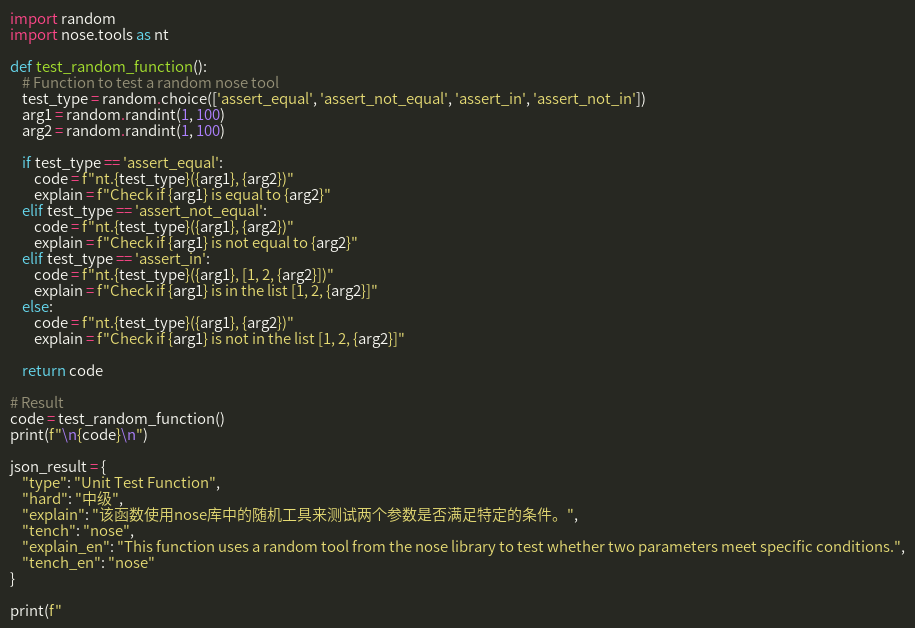 import random
import nose.tools as nt

def test_random_function():
    # Function to test a random nose tool
    test_type = random.choice(['assert_equal', 'assert_not_equal', 'assert_in', 'assert_not_in'])
    arg1 = random.randint(1, 100)
    arg2 = random.randint(1, 100)

    if test_type == 'assert_equal':
        code = f"nt.{test_type}({arg1}, {arg2})"
        explain = f"Check if {arg1} is equal to {arg2}"
    elif test_type == 'assert_not_equal':
        code = f"nt.{test_type}({arg1}, {arg2})"
        explain = f"Check if {arg1} is not equal to {arg2}"
    elif test_type == 'assert_in':
        code = f"nt.{test_type}({arg1}, [1, 2, {arg2}])"
        explain = f"Check if {arg1} is in the list [1, 2, {arg2}]"
    else:
        code = f"nt.{test_type}({arg1}, {arg2})"
        explain = f"Check if {arg1} is not in the list [1, 2, {arg2}]"

    return code

# Result
code = test_random_function()
print(f"\n{code}\n")

json_result = {
    "type": "Unit Test Function",
    "hard": "中级",
    "explain": "该函数使用nose库中的随机工具来测试两个参数是否满足特定的条件。",
    "tench": "nose",
    "explain_en": "This function uses a random tool from the nose library to test whether two parameters meet specific conditions.",
    "tench_en": "nose"
}

print(f"